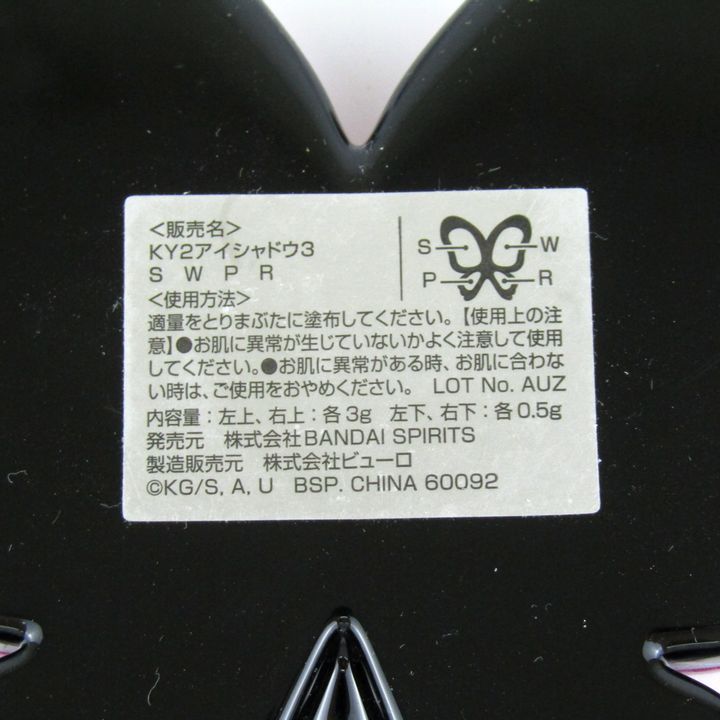 <販売名>
KY2アイシャドウ3
S W P R
S W
P R
<使用方法>
適量をとりまぶたに塗布してください。【使用上の注
意】●お肌に異常が生じていないかよく注意して使用
してください。●お肌に異常がある時、お肌に合わな
い時は、ご使用をおやめください。 LOT No. AUZ
内容量：左上、右上：各3g 左下、右下：各0.5g
発売元 株式会社BANDAI SPIRITS
製造販売元 株式会社ピューロ
©KG/S, A, U BSP. CHINA 60092